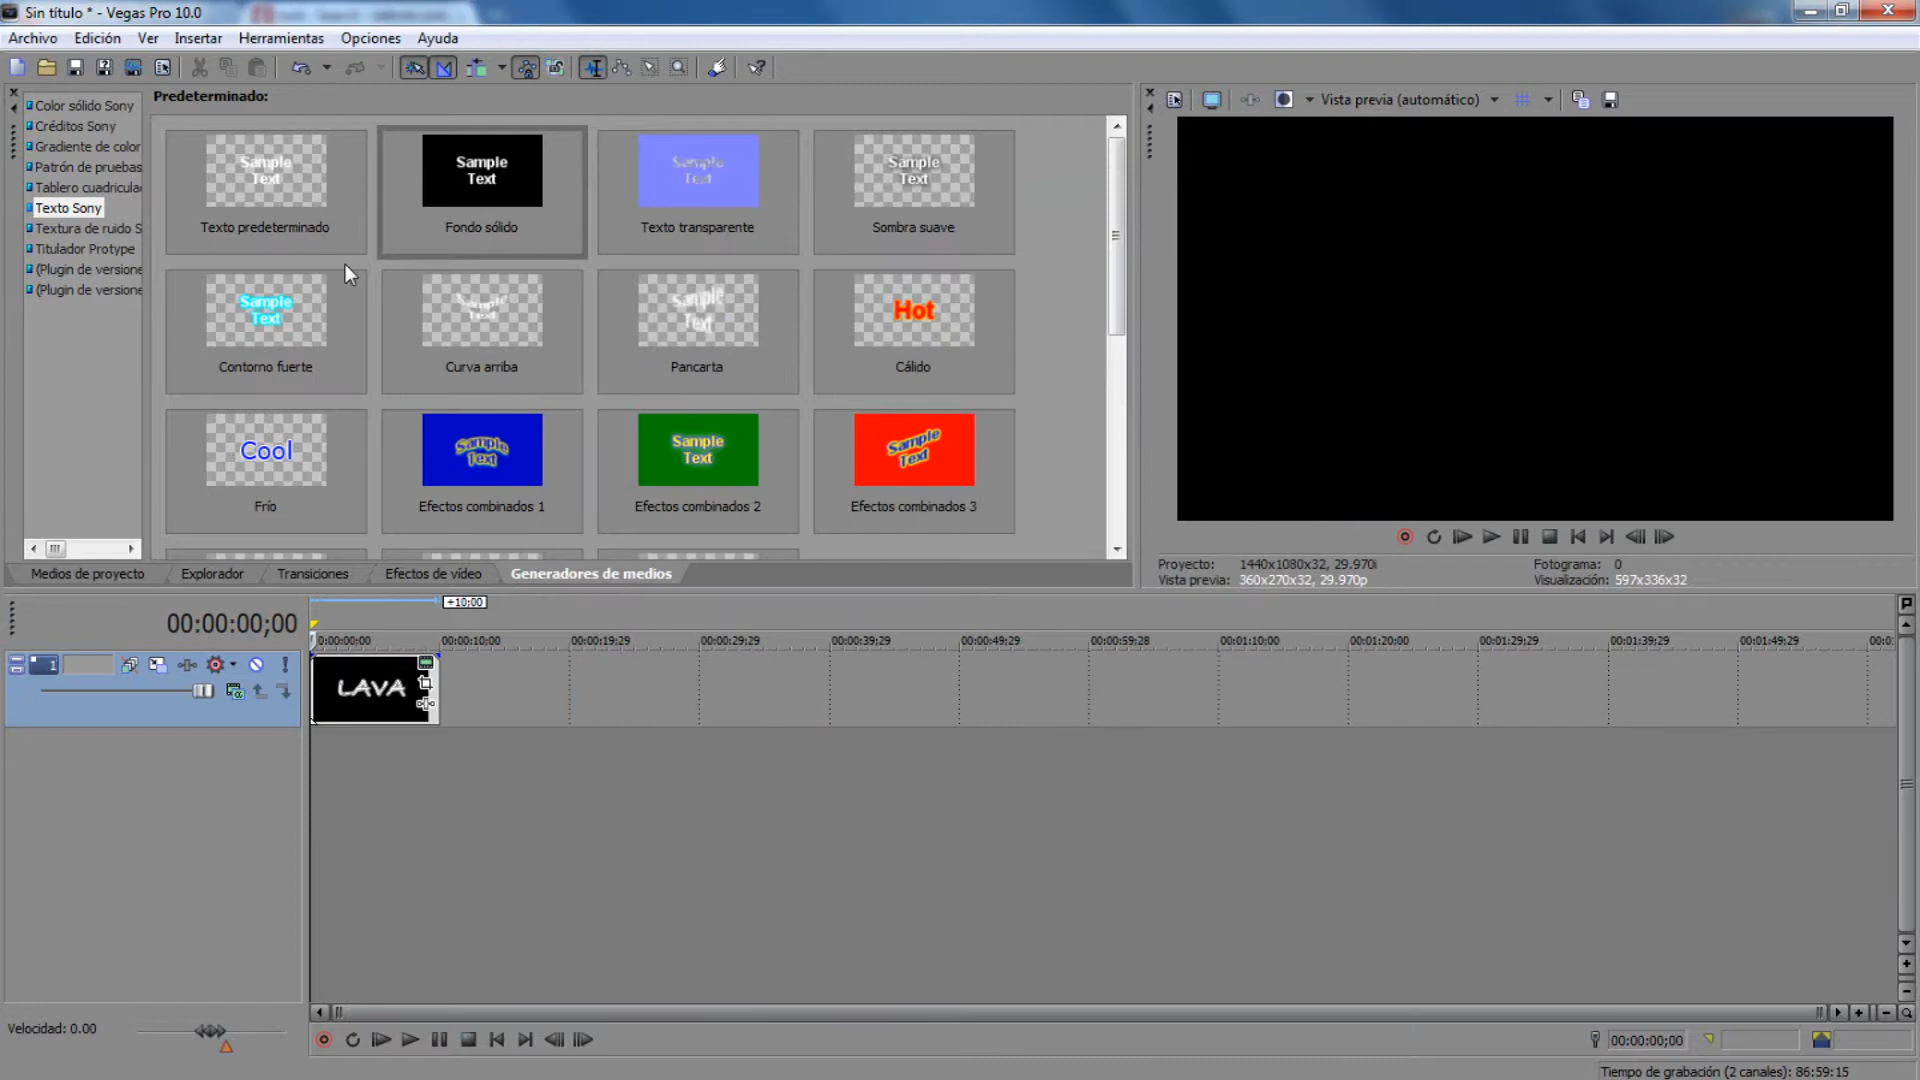 Sin título * - Vegas Pro 10.0
Archivo Edición Ver Insertar Herramientas Opciones Ayuda
Color sólido Sony
Créditos Sony
Gradiente de color
Patrón de pruebas
Tablero cuadricula
Texto Sony
Textura de ruido S
Titulador Protype
(Plugin de versione
(Plugin de versione
Predeterminado:
Sample Text
Sample Text
Sample Text
Sample Text
Texto predeterminado
Fondo sólido
Texto transparente
Sombra suave
Sample Text
Sample Text
Sample Text
Hot
Contorno fuerte
Curva arriba
Pancarta
Cálido
Cool
Sample Text
Sample Text
Sample Text
Frío
Efectos combinados 1
Efectos combinados 2
Efectos combinados 3
Medios de proyecto Explorador Transiciones Efectos de vídeo Generadores de medios
Vista previa (automático)
Proyecto: 1440x1080x32, 29.970i
Vista previa: 360x270x32, 29.970p
Fotograma: 0
Visualización: 597x336x32
+10;00
00:00:00;00
0:00:00;00 00:00:10;00 00:00:19;29 00:00:29;29 00:00:39;29 00:00:49;29 00:00:59;28 00:01:10;00 00:01:20;00 00:01:29;29 00:01:39;29 00:01:49;29
1
LAVA
Velocidad: 0.00
00:00:00;00
Tiempo de grabación (2 canales): 86:59:15